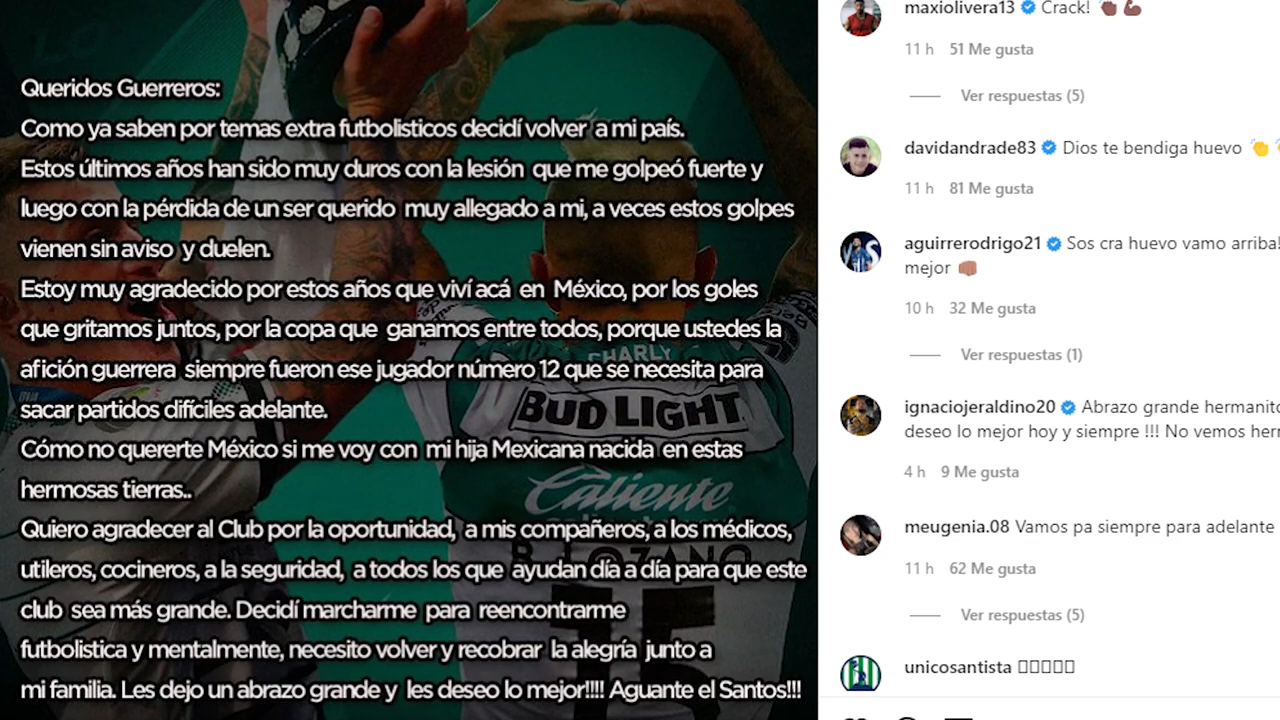 Queridos Guerreros:
Como ya saben por temas extra futbolisticos decidí volver a mi país.
Estos últimos años han sido muy duros con la lesión que me golpeó fuerte y
luego con la pérdida de un ser querido muy allegado a mi, a veces estos golpes
vienen sin aviso y duelen.
Estoy muy agradecido por estos años que viví acá en México, por los goles
que gritamos juntos, por la copa que ganamos entre todos, porque ustedes la
afición guerrera siempre fueron ese jugador número 12 que se necesita para
sacar partidos difíciles adelante.
Cómo no quererte México si me voy con mi hija Mexicana nacida en estas
hermosas tierras..
Quiero agradecer al Club por la oportunidad, a mis compañeros, a los médicos,
utileros, cocineros, a la seguridad, a todos los que ayudan día a día para que este
club sea más grande. Decidí marcharme para reencontrarme
futbolistica y mentalmente, necesito volver y recobrar la alegría junto a
mi familia. Les dejo un abrazo grande y les deseo lo mejor!!!! Aguante el Santos!!!
CHARLY
BUD LIGHT
Caliente
B. LOZANO
15
maxiolivera13 Crack! 👏🏾 💪🏾
11 h 51 Me gusta
Ver respuestas (5)
davidandrade83 Dios te bendiga huevo 👏
11 h 81 Me gusta
aguirrerodrigo21 Sos cra huevo vamo arriba!
mejor 👊🏽
10 h 32 Me gusta
Ver respuestas (1)
ignaciojeraldino20 Abrazo grande hermanito
deseo lo mejor hoy y siempre !!! No vemos herm
4 h 9 Me gusta
meugenia.08 Vamos pa siempre para adelante
11 h 62 Me gusta
Ver respuestas (5)
unicosantista